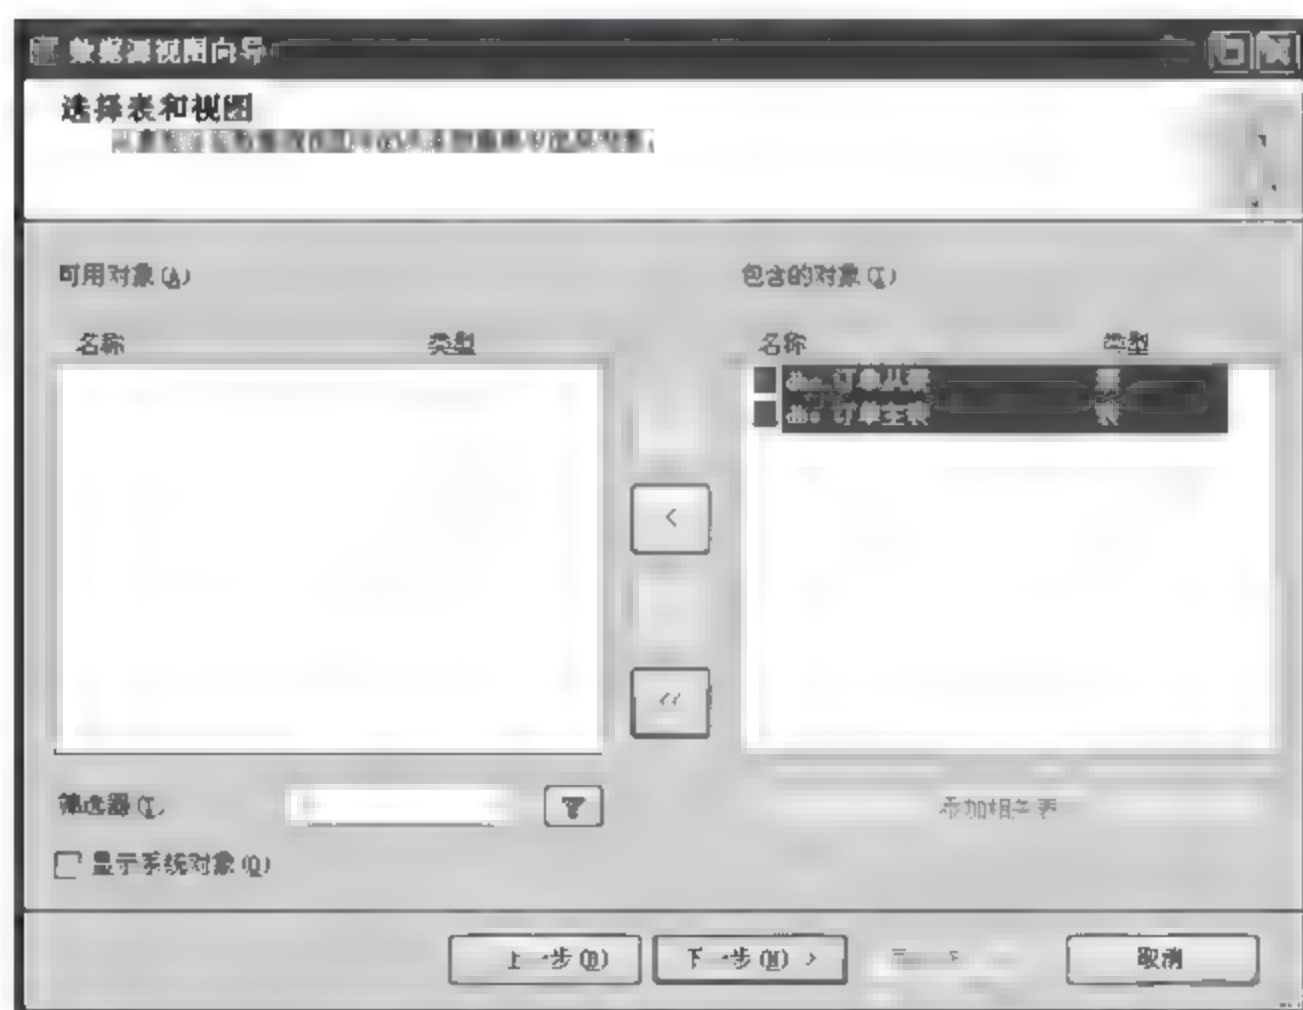 数据源视图向导
选择表和视图
可用对象(A)
包含的对象(I)
名称 类型
名称 类型
dbo.订单从表 表
dbo.订单主表 表
<
<<
筛选器(I)
添加相关表
显示系统对象(Q)
上一步(B) 下一步(N) > 取消